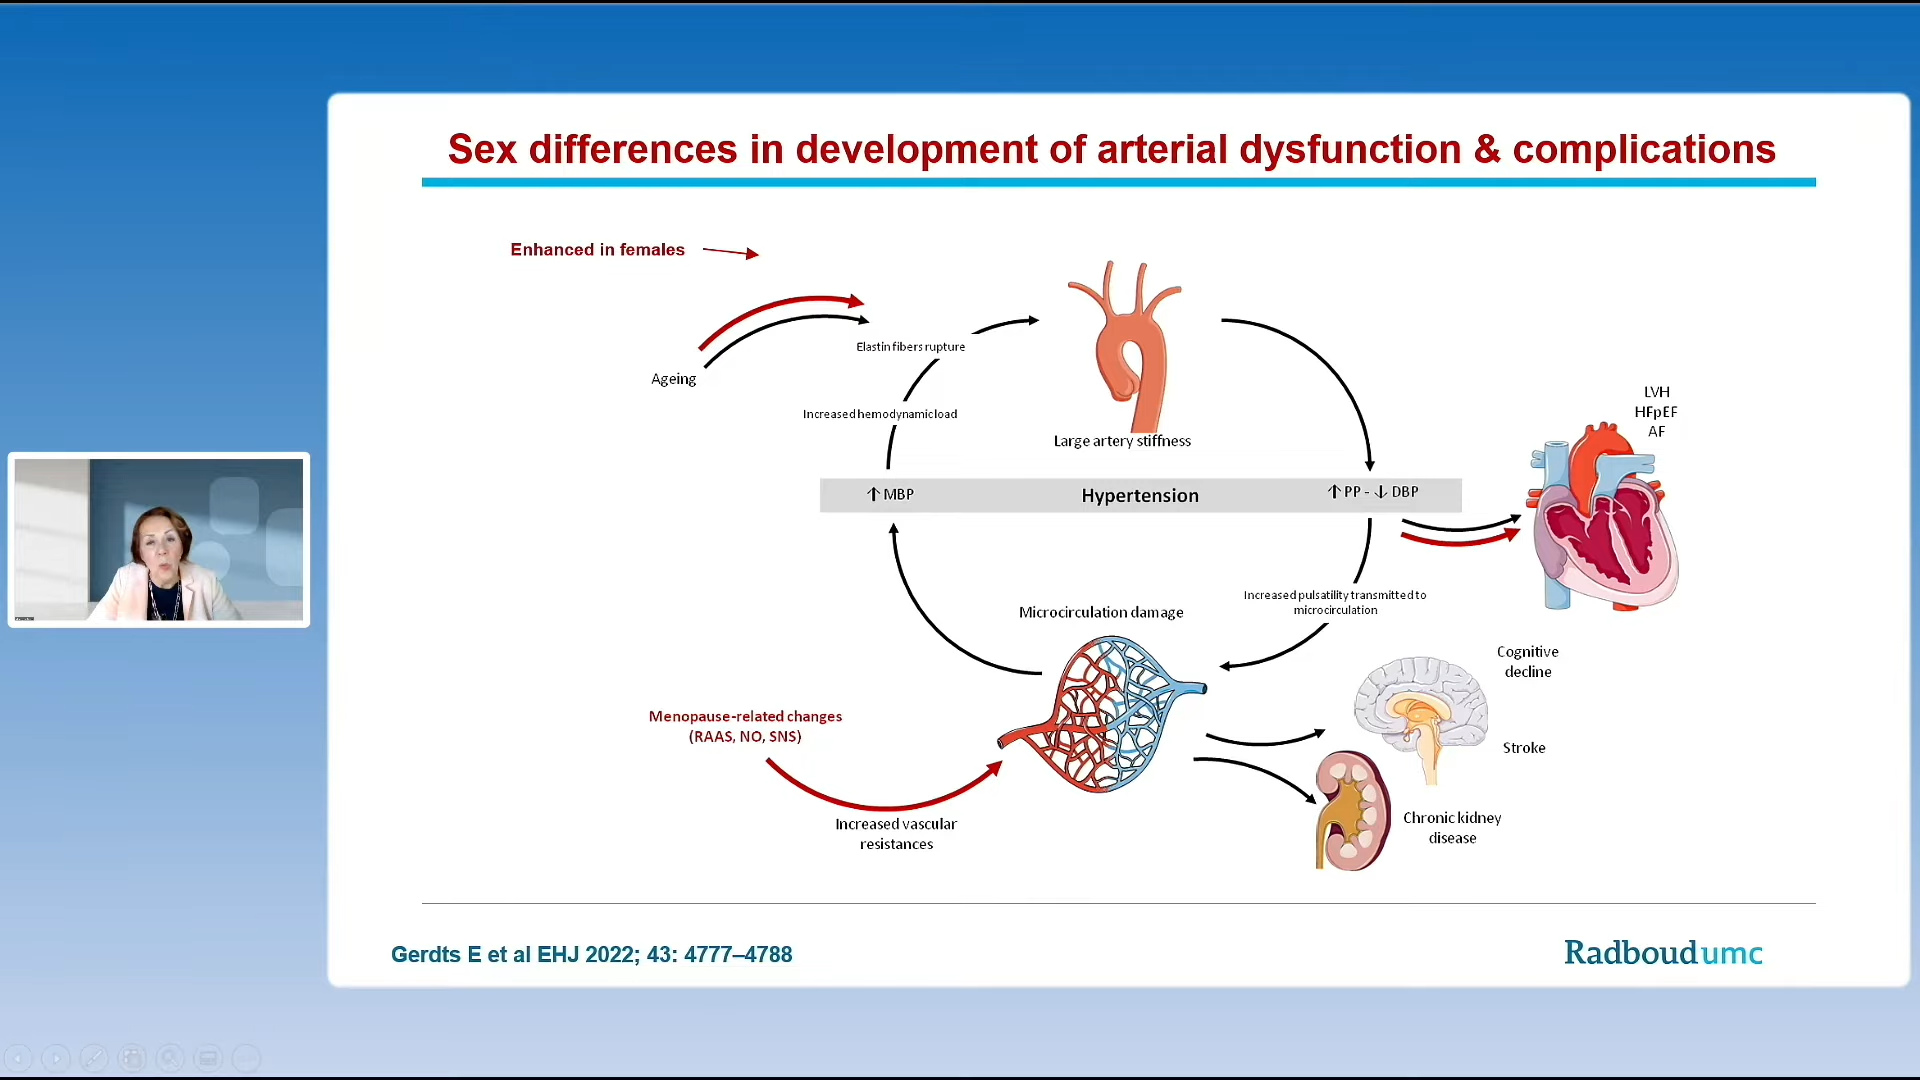 Sex differences in development of arterial dysfunction & complications
Enhanced in females
Ageing
Elastin fibers rupture
Increased hemodynamic load
Large artery stiffness
LVH
HFpEF
AF
↑ MBP
Hypertension
↑ PP - ↓ DBP
Increased pulsatility transmitted to
microcirculation
Microcirculation damage
Cognitive
decline
Menopause-related changes
(RAAS, NO, SNS)
Stroke
Increased vascular
resistances
Chronic kidney
disease
Gerdts E et al EHJ 2022; 43: 4777–4788
Radboudumc